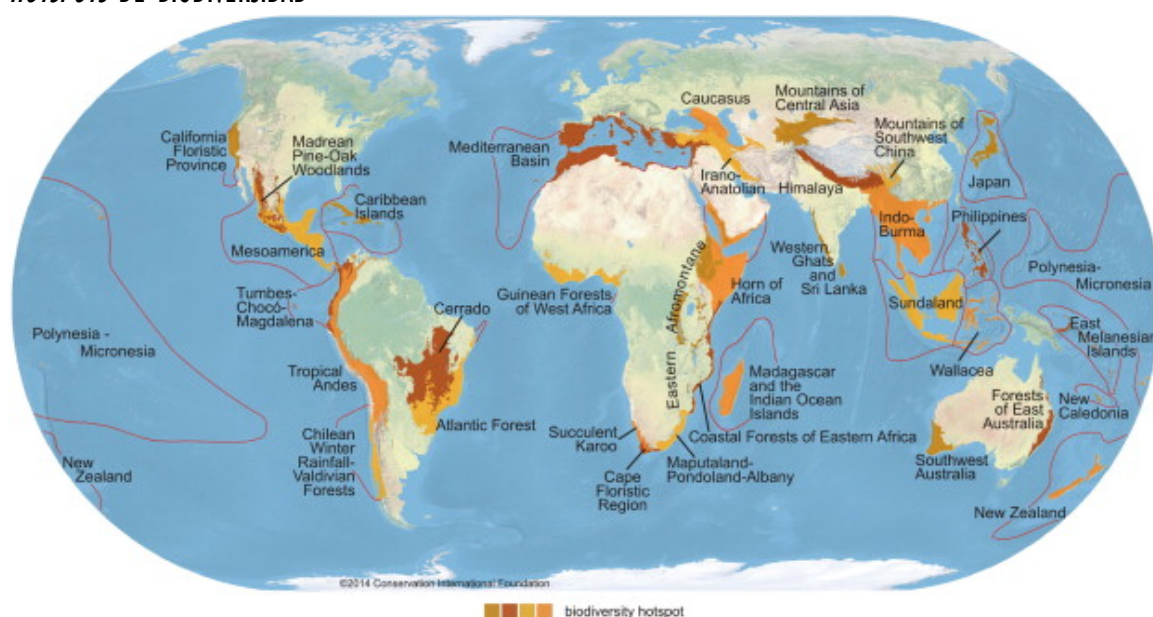 HOTSPOTS DE BIODIVERSIDAD
California
Floristic
Province
Madrean
Pine-Oak
Woodlands
Caribbean
Islands
Mesoamerica
Tumbes-
Chocó-
Magdalena
Cerrado
Polynesia -
Micronesia
Tropical
Andes
Atlantic Forest
Chilean
Winter
Rainfall-
Valdivian
Forests
New
Zealand
Mediterranean
Basin
Caucasus
Mountains of
Central Asia
Mountains of
Southwest
China
Irano-
Anatolian
Himalaya
Japan
Indo-
Burma
Philippines
Western
Ghats
and
Sri Lanka
Polynesia-
Micronesia
Guinean Forests
of West Africa
Eastern Afromontane
Horn of
Africa
Sundaland
East
Melanesian
Islands
Wallacea
Madagascar
and the
Indian Ocean
Islands
Forests
of East
Australia
New
Caledonia
Succulent
Karoo
Coastal Forests of Eastern Africa
Cape
Floristic
Region
Maputaland-
Pondoland-Albany
Southwest
Australia
New Zealand
©2014 Conservation International Foundation
biodiversity hotspot